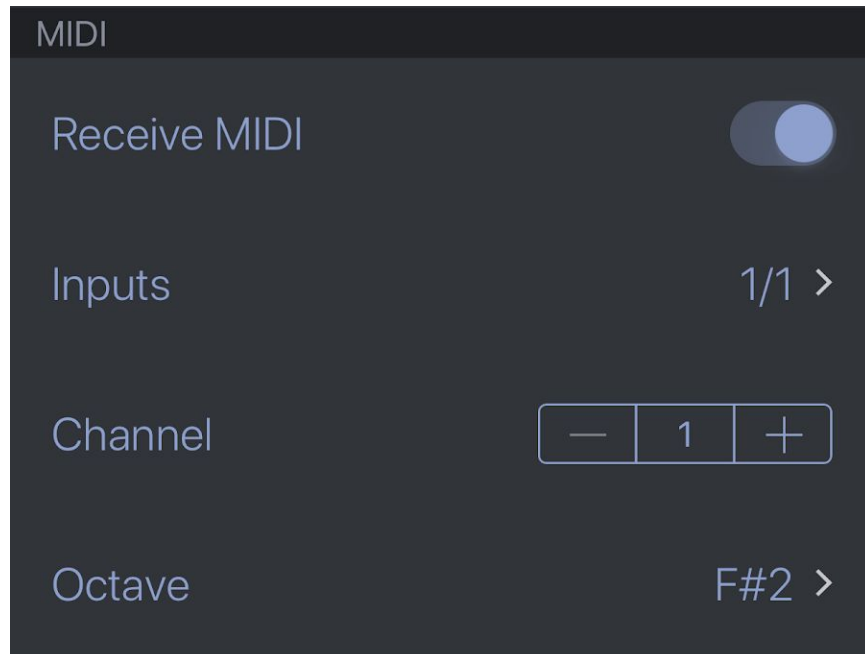 MIDI
Receive MIDI
Inputs 1/1 >
Channel — 1 +
Octave F#2 >